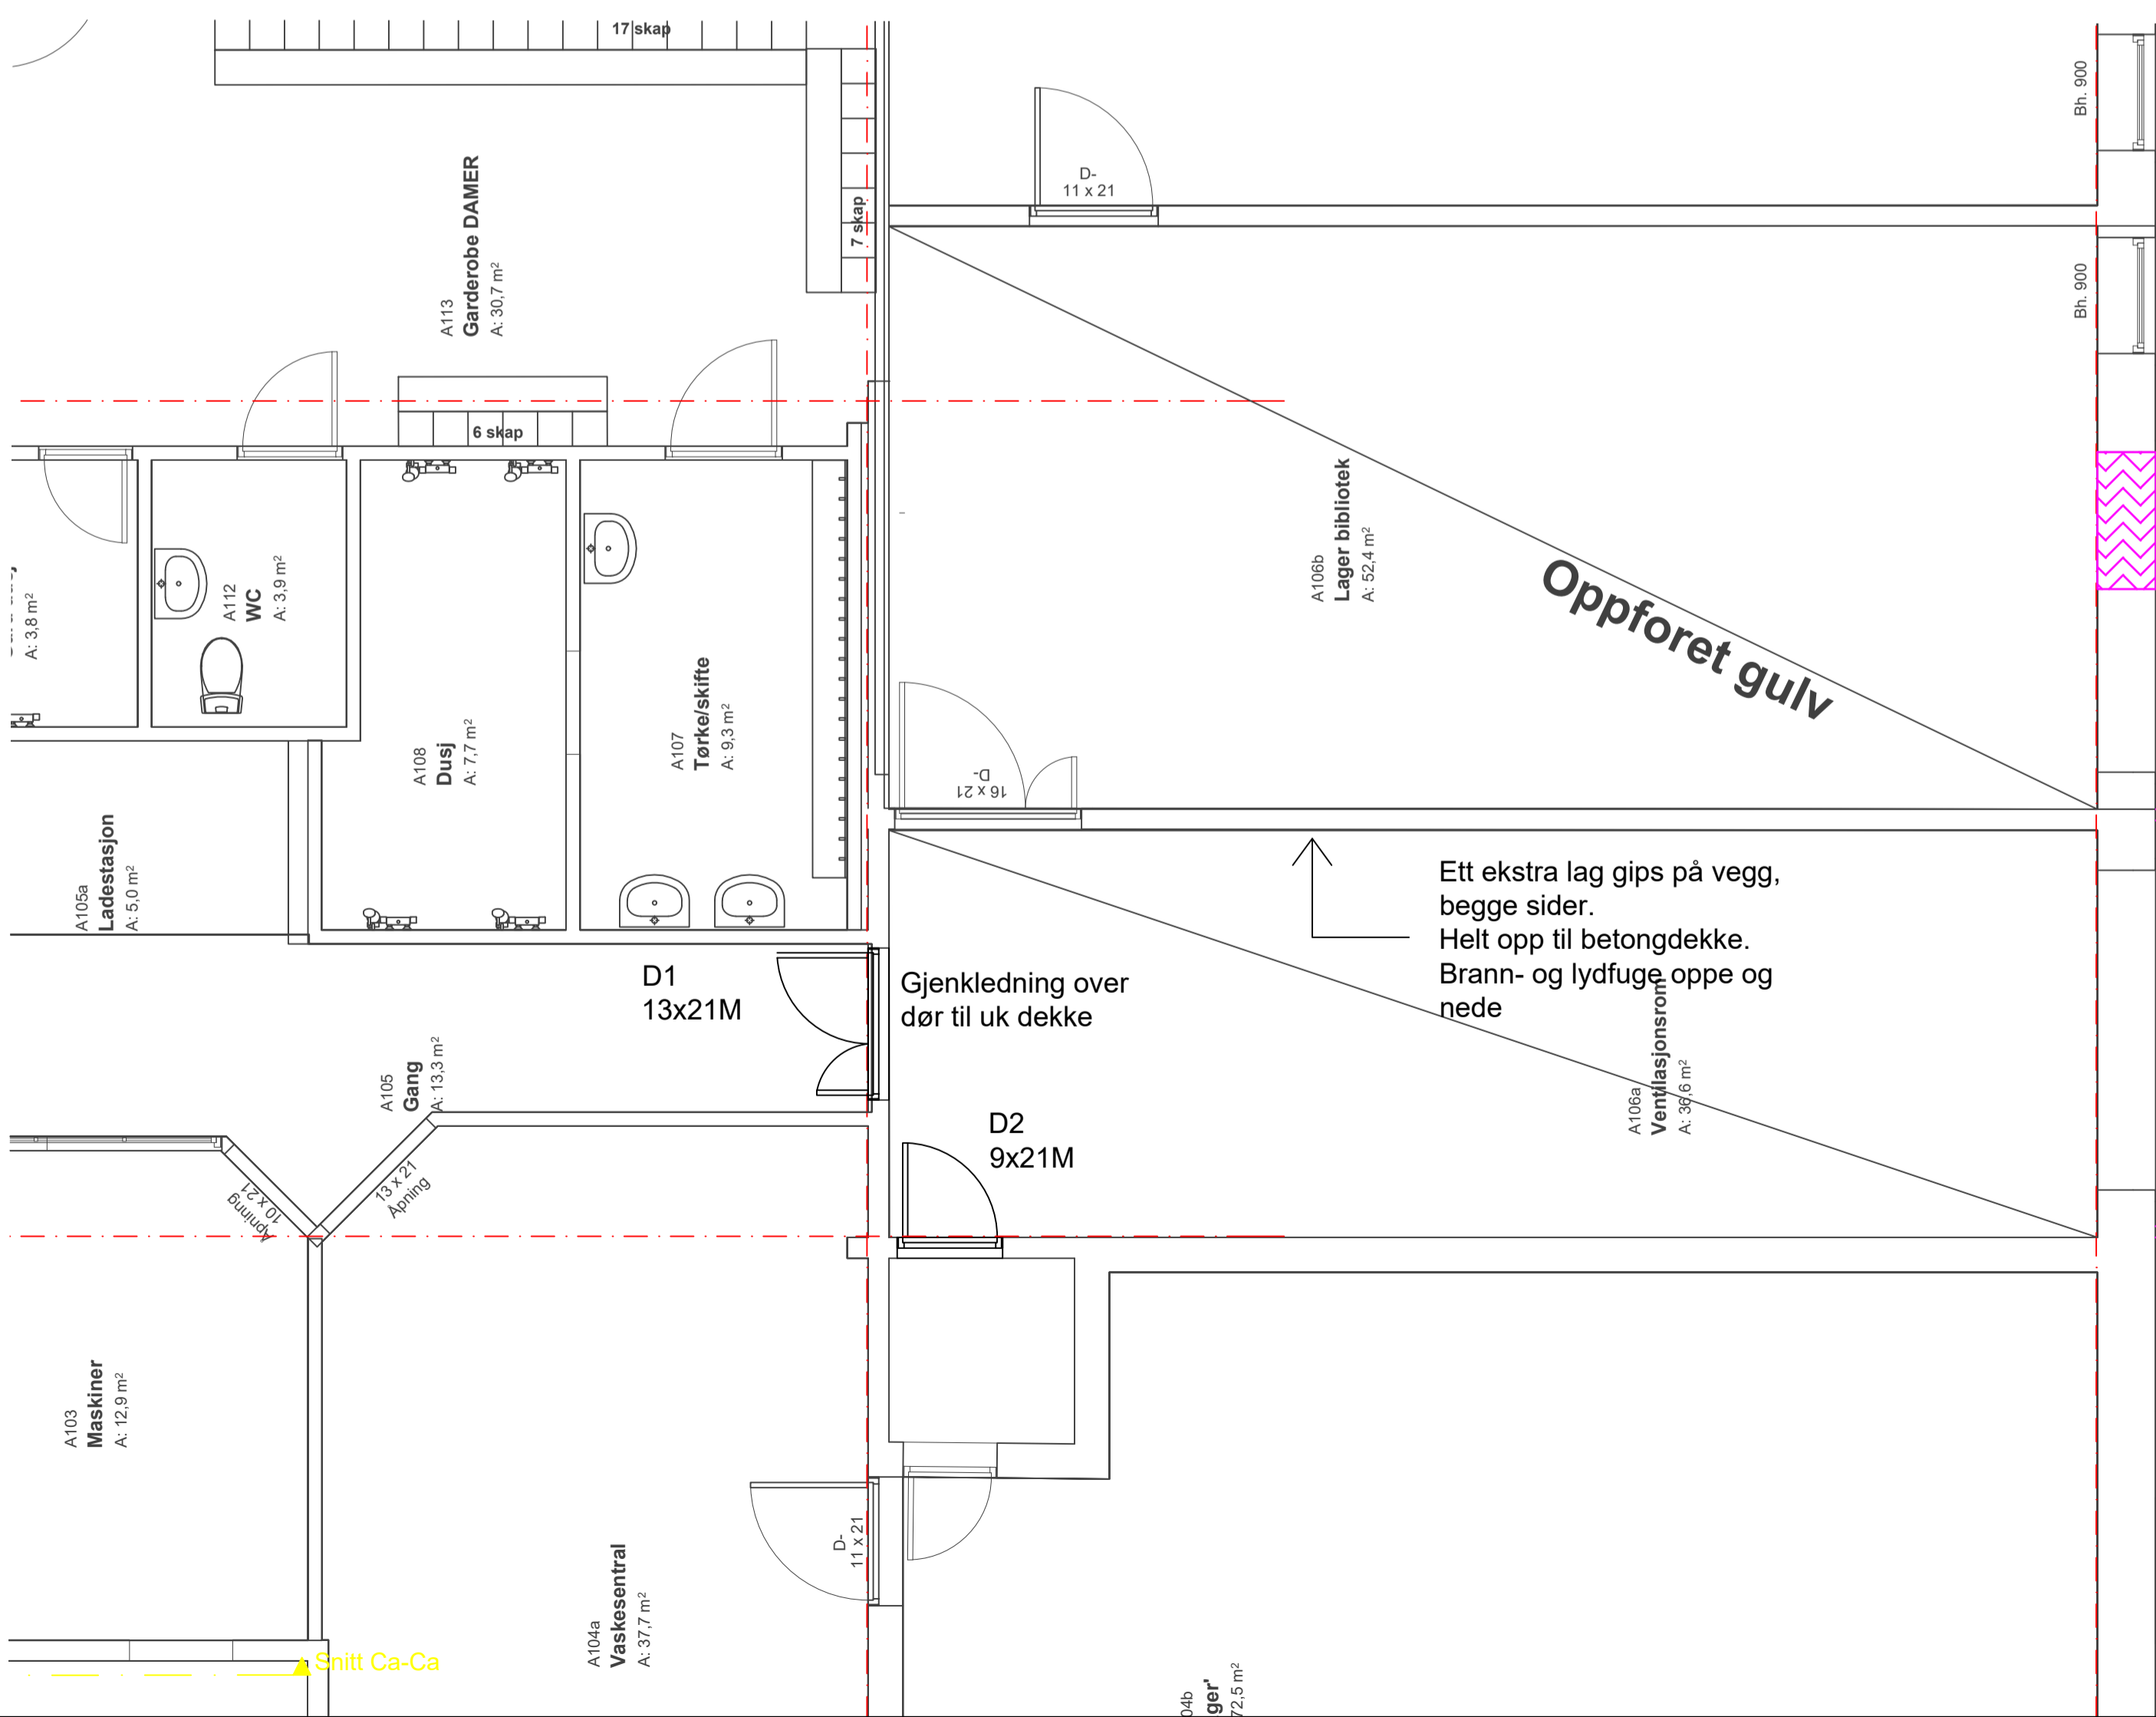 17 skap
7 skap
A113
Garderobe DAMER
A: 30,7 m²
6 skap
D-
11 x 21
Bh. 900
Bh. 900
A: 3,8 m²
A112
WC
A: 3,9 m²
A108
Dusj
A: 7,7 m²
A107
Tørke/skifte
A: 9,3 m²
A106b
Lager bibliotek
A: 52,4 m²
Oppforet gulv
D-
16 x 21
A105a
Ladestasjon
A: 5,0 m²
Ett ekstra lag gips på vegg,
begge sider.
Helt opp til betongdekke.
Brann- og lydfuge oppe og
nede
D1
13x21M
Gjenkledning over
dør til uk dekke
A105
Gang
A: 13,3 m²
A106a
Ventilasjonsrom
A: 36,6 m²
D2
9x21M
10 x 21
Åpning
13 x 21
Åpning
A103
Maskiner
A: 12,9 m²
A104a
Vaskesentral
A: 37,7 m²
D-
11 x 21
Snitt Ca-Ca
04b
ger'
72,5 m²